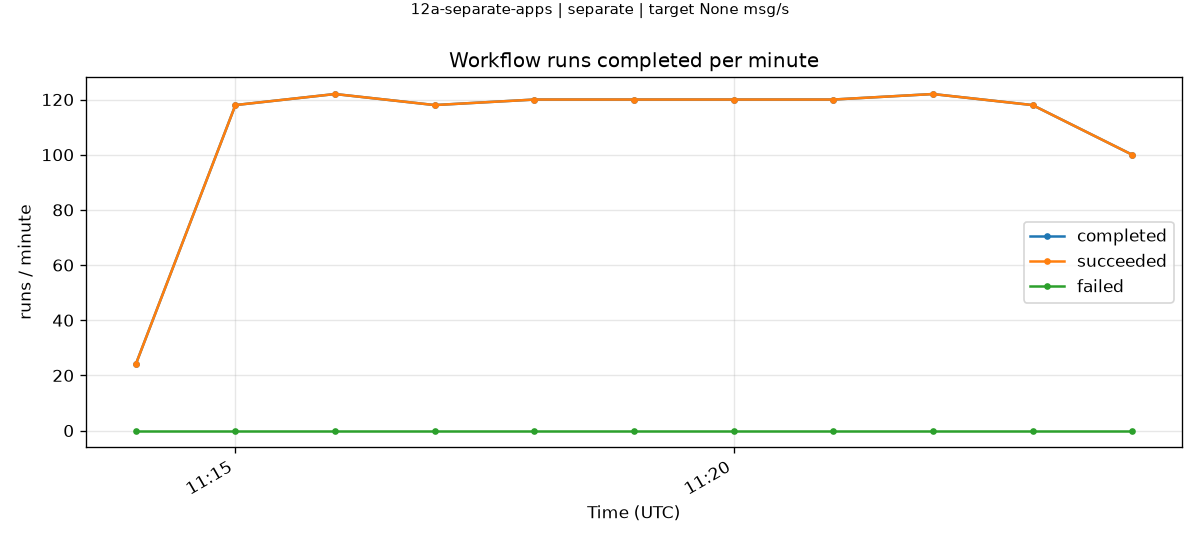 12a-separate-apps | separate | target None msg/s
Workflow runs completed per minute
120
100
80
60
40
20
0
runs / minute
completed
succeeded
failed
11:15
11:20
Time (UTC)